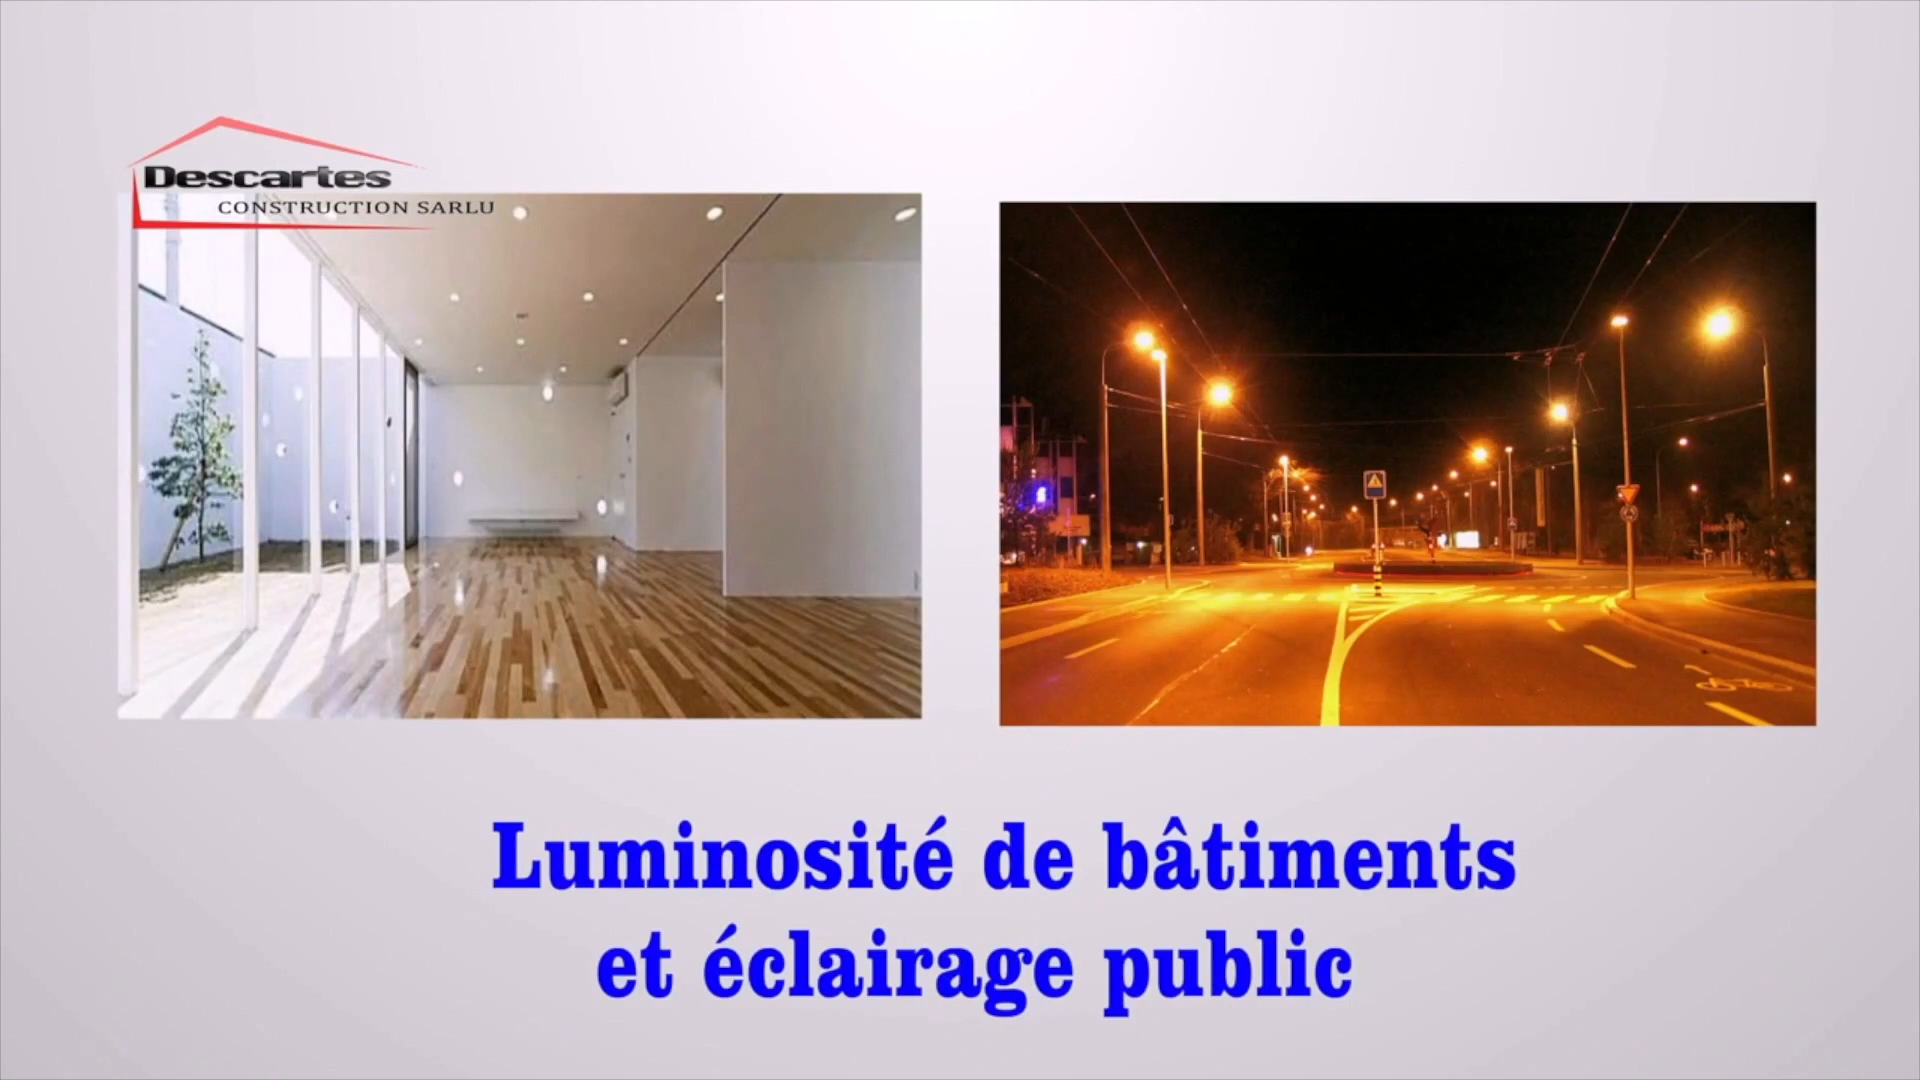 Descartes
CONSTRUCTION SARLU
Luminosité de bâtiments
et éclairage public